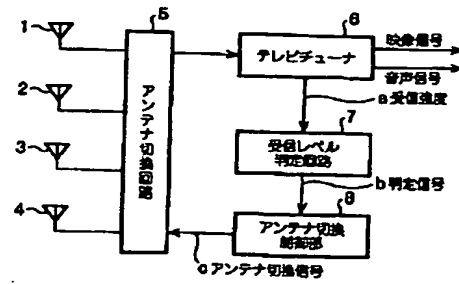 1
2
3
4
5
アンテナ切換回路
6
テレビチューナ
映像信号
音声信号
a 受信強度
7
受信レベル
判定回路
b 判定信号
8
アンテナ切換
制御部
c アンテナ切換信号